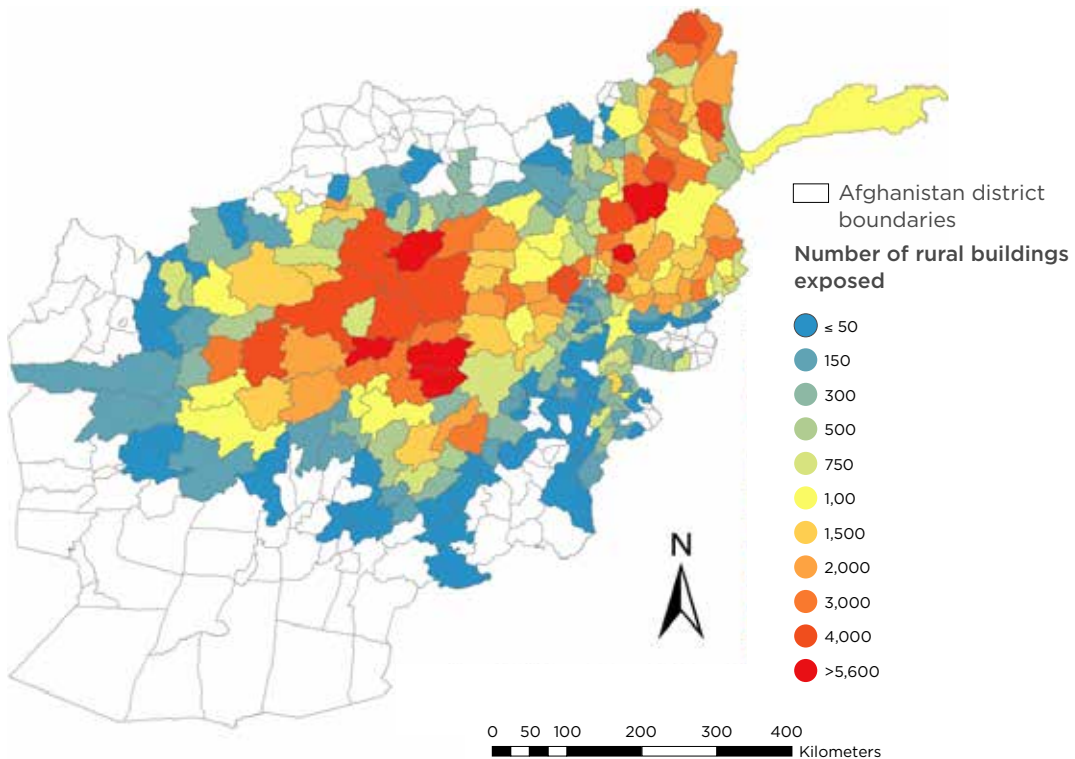 Afghanistan district
boundaries
Number of rural buildings
exposed
≤ 50
150
300
500
750
1,00
1,500
2,000
3,000
4,000
>5,600
N
0 50 100 200 300 400
Kilometers